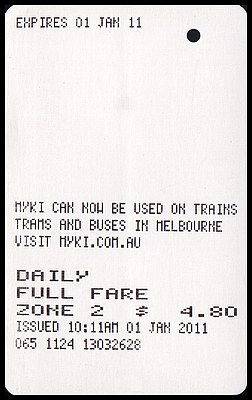 EXPIRES 01 JAN 11
MYKI CAN NOW BE USED ON TRAINS
TRAMS AND BUSES IN MELBOURNE
VISIT MYKI.COM.AU
DAILY
FULL FARE
ZONE 2 $ 4.80
ISSUED 10:11AM 01 JAN 2011
065 1124 13032628